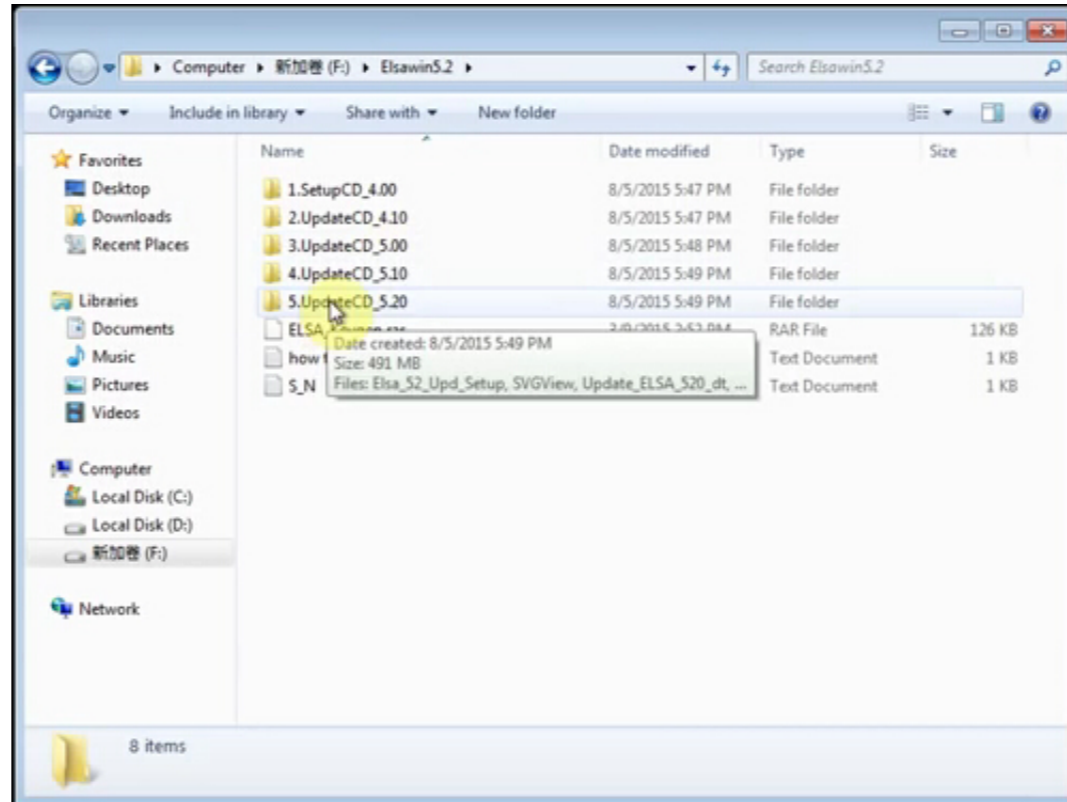 Computer ▸ 新加卷 (F:) ▸ Elsawin5.2 ▸
Search Elsawin5.2
Organize
Include in library
Share with
New folder
Name
Date modified
Type
Size
Favorites
Desktop
Downloads
Recent Places
Libraries
Documents
Music
Pictures
Videos
Computer
Local Disk (C:)
Local Disk (D:)
新加卷 (F:)
Network
1.SetupCD_4.00 8/5/2015 5:47 PM File folder
2.UpdateCD_4.10 8/5/2015 5:47 PM File folder
3.UpdateCD_5.00 8/5/2015 5:48 PM File folder
4.UpdateCD_5.10 8/5/2015 5:49 PM File folder
5.UpdateCD_5.20 8/5/2015 5:49 PM File folder
RAR File 126 KB
how Text Document 1 KB
S_N Text Document 1 KB
Date created: 8/5/2015 5:49 PM
Size: 491 MB
Files: Elsa_52_Upd_Setup, SVGView, Update_ELSA_520_dt, ...
8 items